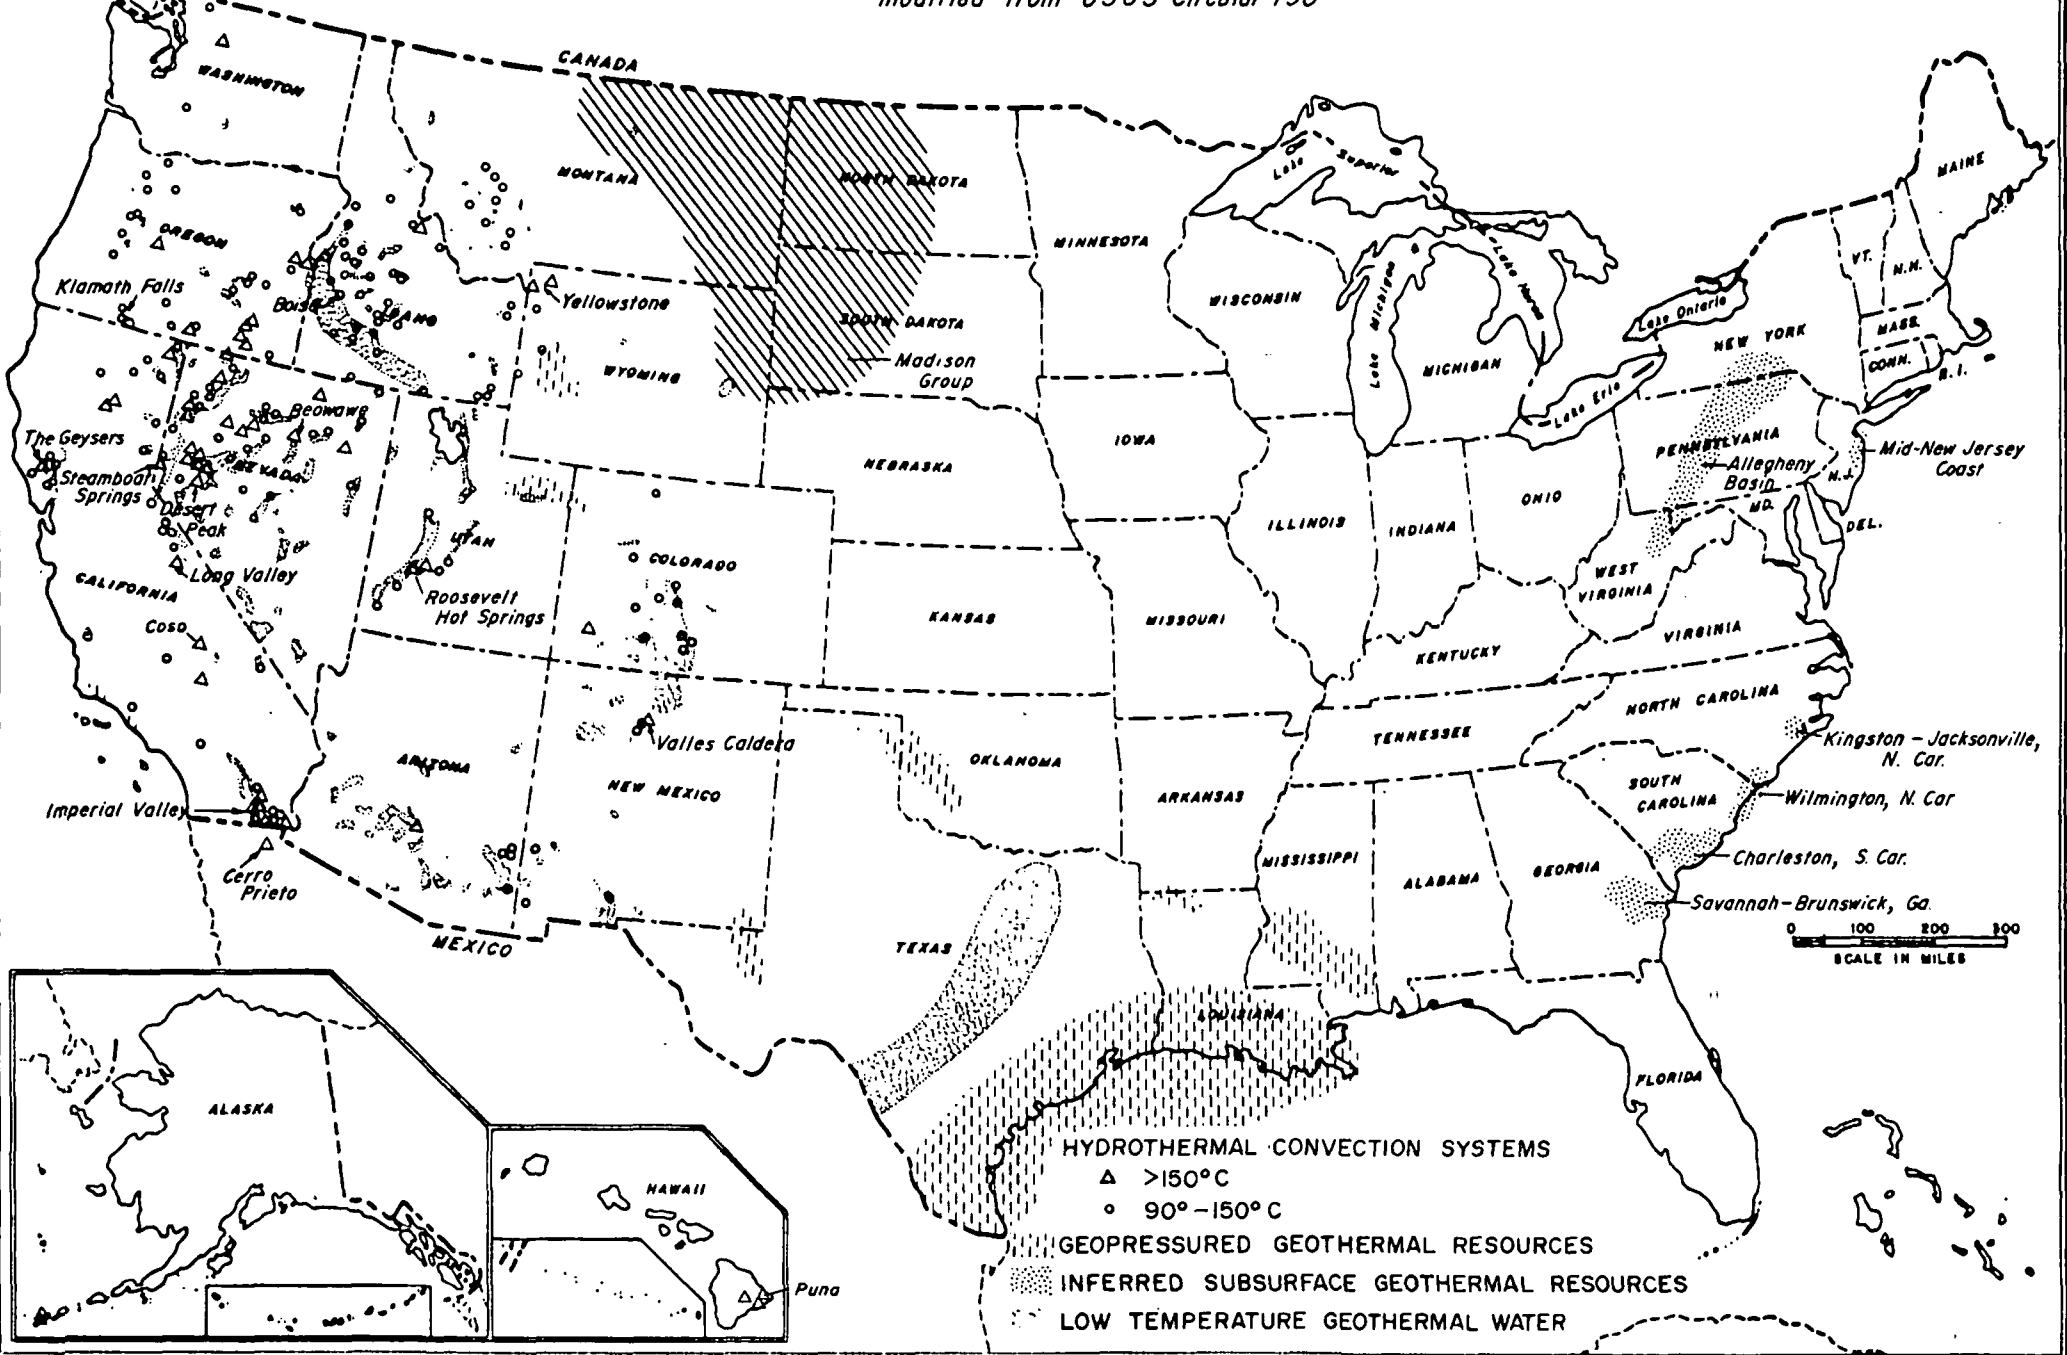 modified from USGS Circular 790
CANADA
WASHINGTON
MONTANA
NORTH DAKOTA
MINNESOTA
Lake Superior
MAINE
OREGON
Klamath Falls
Boise
IDAHO
Yellowstone
WYOMING
SOUTH DAKOTA
Madison
Group
WISCONSIN
Lake Michigan
Lake Huron
MICHIGAN
Lake Ontario
Lake Erie
NEW YORK
VT.
N.H.
MASS.
CONN.
R.I.
The Geysers
Steamboat
Springs
Beowawe
NEVADA
Desert
Peak
Long Valley
CALIFORNIA
Coso
UTAH
Roosevelt
Hot Springs
COLORADO
NEBRASKA
IOWA
KANSAS
MISSOURI
ILLINOIS
INDIANA
OHIO
PENNSYLVANIA
Allegheny
Basin
N.J.
Mid-New Jersey
Coast
MD.
DEL.
WEST
VIRGINIA
VIRGINIA
KENTUCKY
TENNESSEE
NORTH CAROLINA
Kingston - Jacksonville,
N. Car.
SOUTH
CAROLINA
Wilmington, N. Car
Charleston, S. Car.
Savannah-Brunswick, Ga.
Imperial Valley
Cerro
Prieto
ARIZONA
Valles Caldera
NEW MEXICO
OKLAHOMA
ARKANSAS
MISSISSIPPI
ALABAMA
GEORGIA
MEXICO
TEXAS
LOUISIANA
FLORIDA
0 100 200 300
SCALE IN MILES
ALASKA
HAWAII
Puna
HYDROTHERMAL CONVECTION SYSTEMS
>150°C
90°-150°C
GEOPRESSURED GEOTHERMAL RESOURCES
INFERRED SUBSURFACE GEOTHERMAL RESOURCES
LOW TEMPERATURE GEOTHERMAL WATER